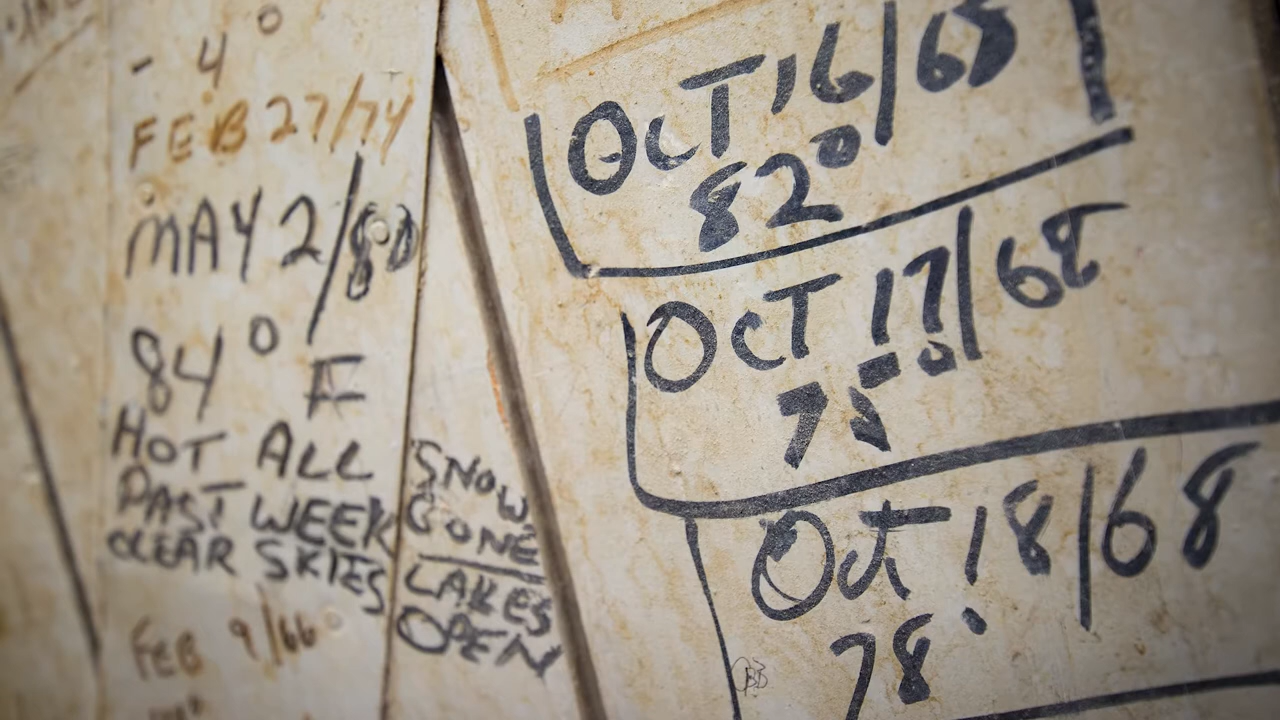 - 4°
FEB 27/74
MAY 2/80
84° F
HOT ALL
PAST WEEK
CLEAR SKIES
SNOW
GONE
LAKES
OPEN
FEB 9/66
OCT 16/68
82°
OCT 17/68
75°
Oct 18/68
78°